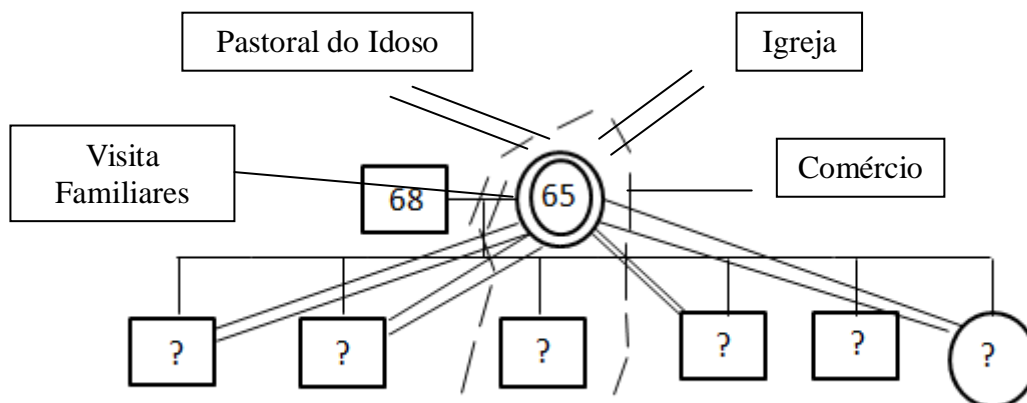 Pastoral do Idoso
Igreja
Visita
Familiares
68
65
Comércio
?
?
?
?
?
?